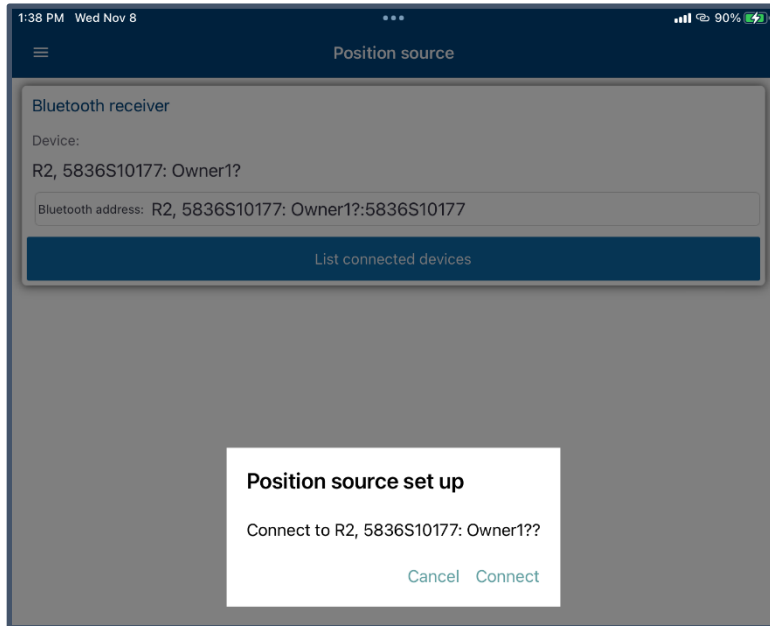 1:38 PM Wed Nov 8
90%
Position source
Bluetooth receiver
Device:
R2, 5836S10177: Owner1?
Bluetooth address: R2, 5836S10177: Owner1?:5836S10177
List connected devices
Position source set up
Connect to R2, 5836S10177: Owner1??
Cancel Connect